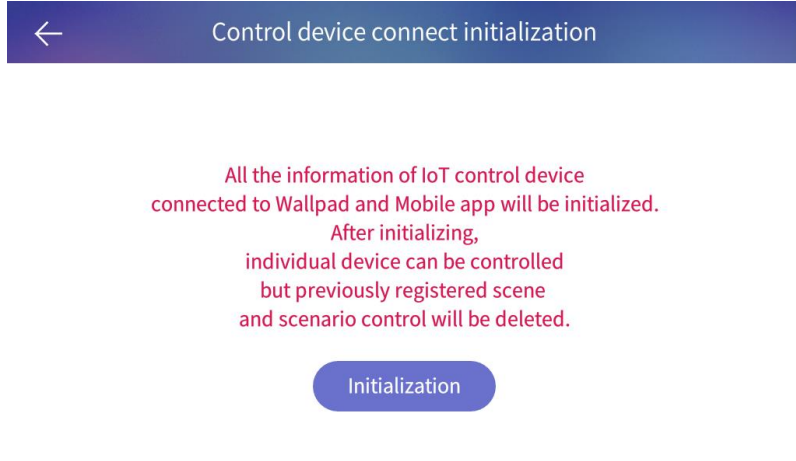 Control device connect initialization
All the information of IoT control device
connected to Wallpad and Mobile app will be initialized.
After initializing,
individual device can be controlled
but previously registered scene
and scenario control will be deleted.
Initialization